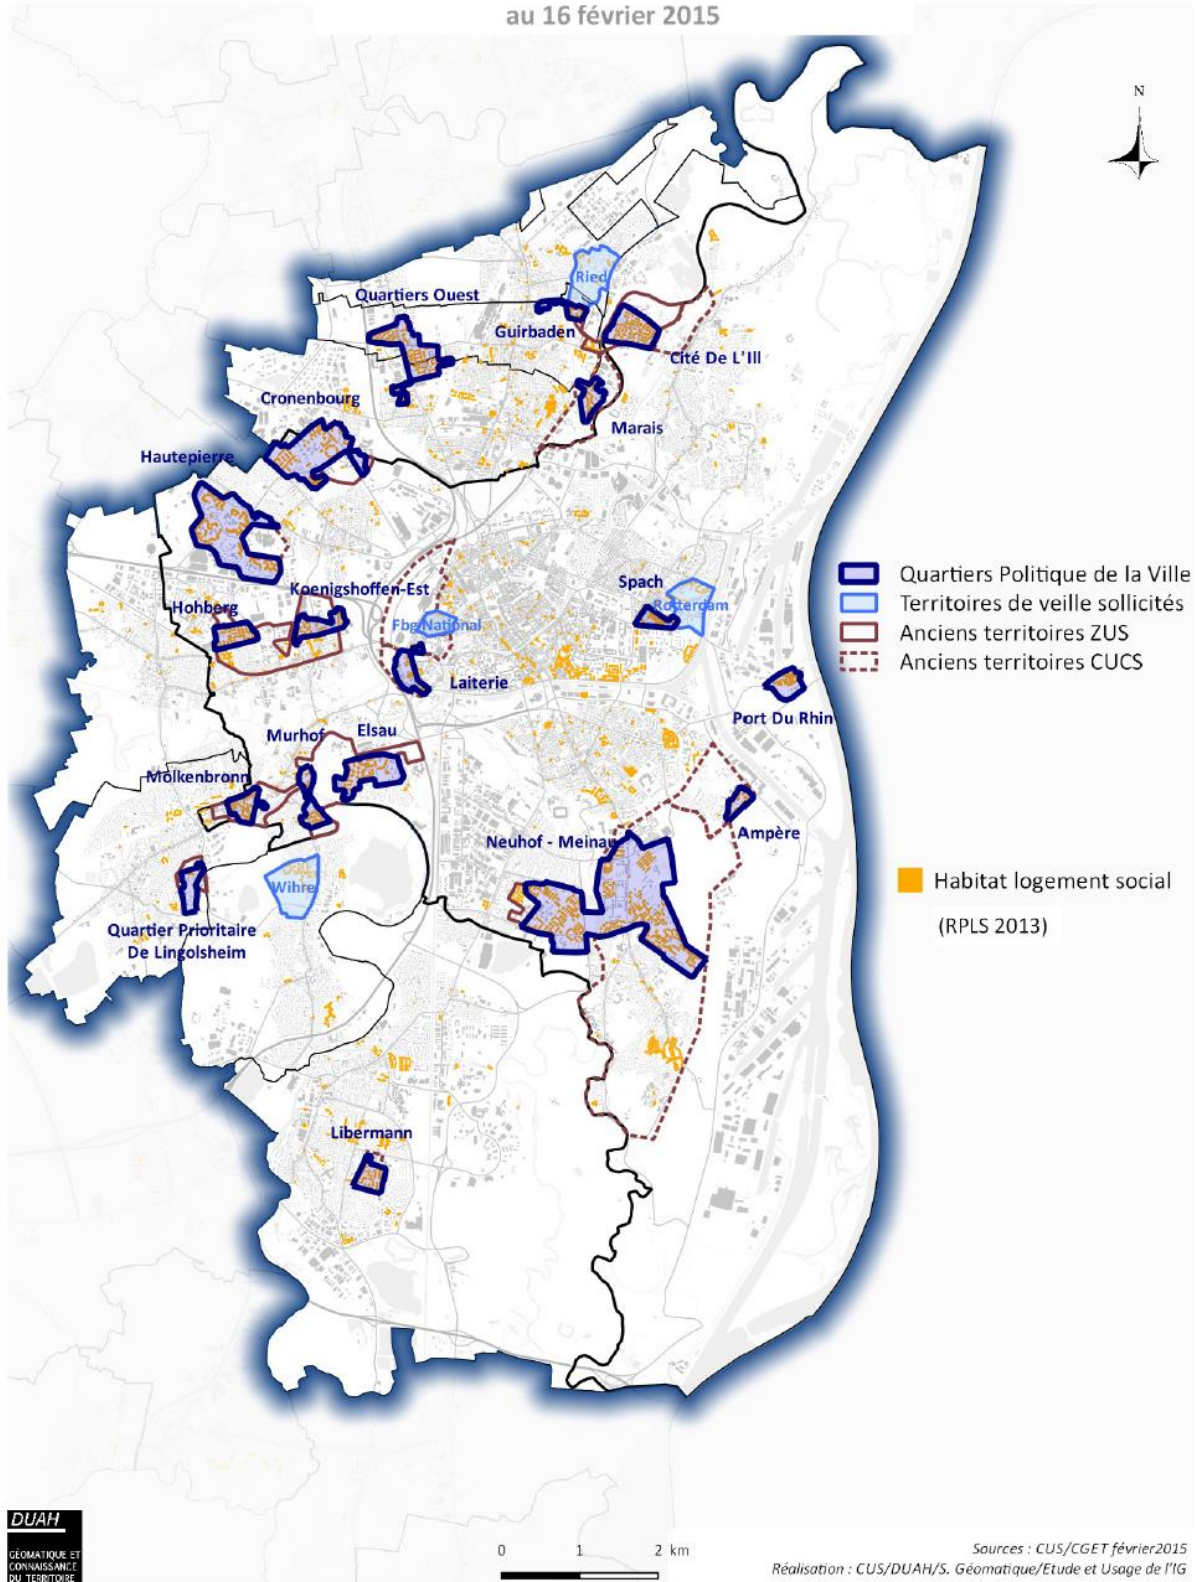 au 16 février 2015
N
Ried
Quartiers Ouest
Guirbaden
Cité De L'Ill
Cronenbourg
Marais
Hautepierre
Koenigshoffen-Est
Spach
Hohberg
Rotterdam
Fbg National
Laiterie
Port Du Rhin
Murhof
Elsau
Molkenbronn
Ampère
Neuhof - Meinau
Wihrel
Quartier Prioritaire
De Lingolsheim
Libermann
Quartiers Politique de la Ville
Territoires de veille sollicités
Anciens territoires ZUS
Anciens territoires CUCS
Habitat logement social
(RPLS 2013)
DUAH
GÉOMATIQUE ET
CONNAISSANCE
DU TERRITOIRE
0 1 2 km
Sources : CUS/CGET février2015
Réalisation : CUS/DUAH/S. Géomatique/Etude et Usage de l'IG